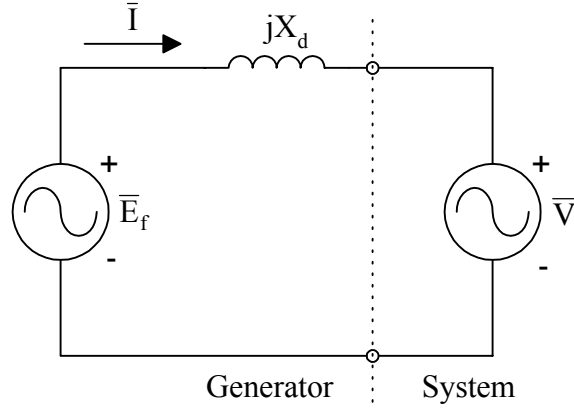 Ī
jX_d
+
Ē_f
-
+
V̄
-
Generator System